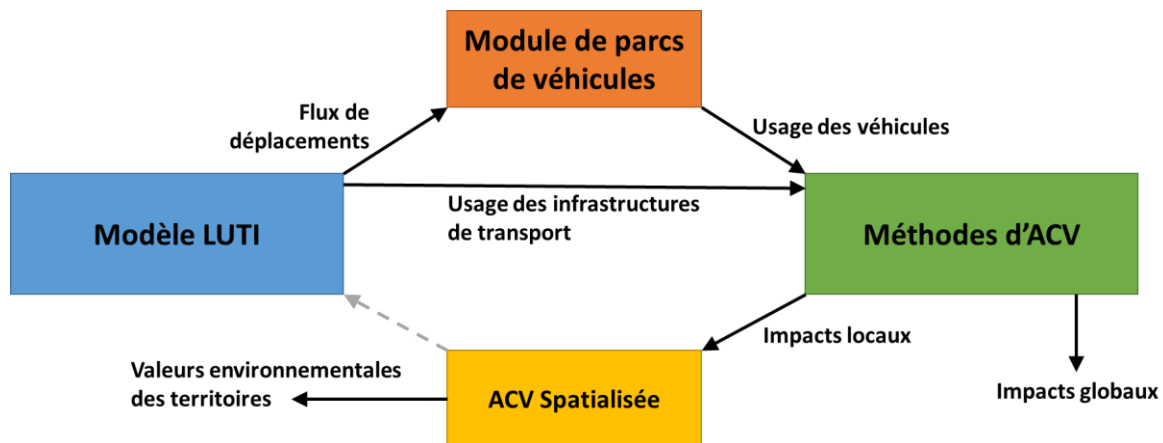 Module de parcs
de véhicules
Flux de
déplacements
Usage des véhicules
Modèle LUTI
Usage des infrastructures
de transport
Méthodes d'ACV
Impacts locaux
Valeurs environnementales
des territoires
ACV Spatialisée
Impacts globaux